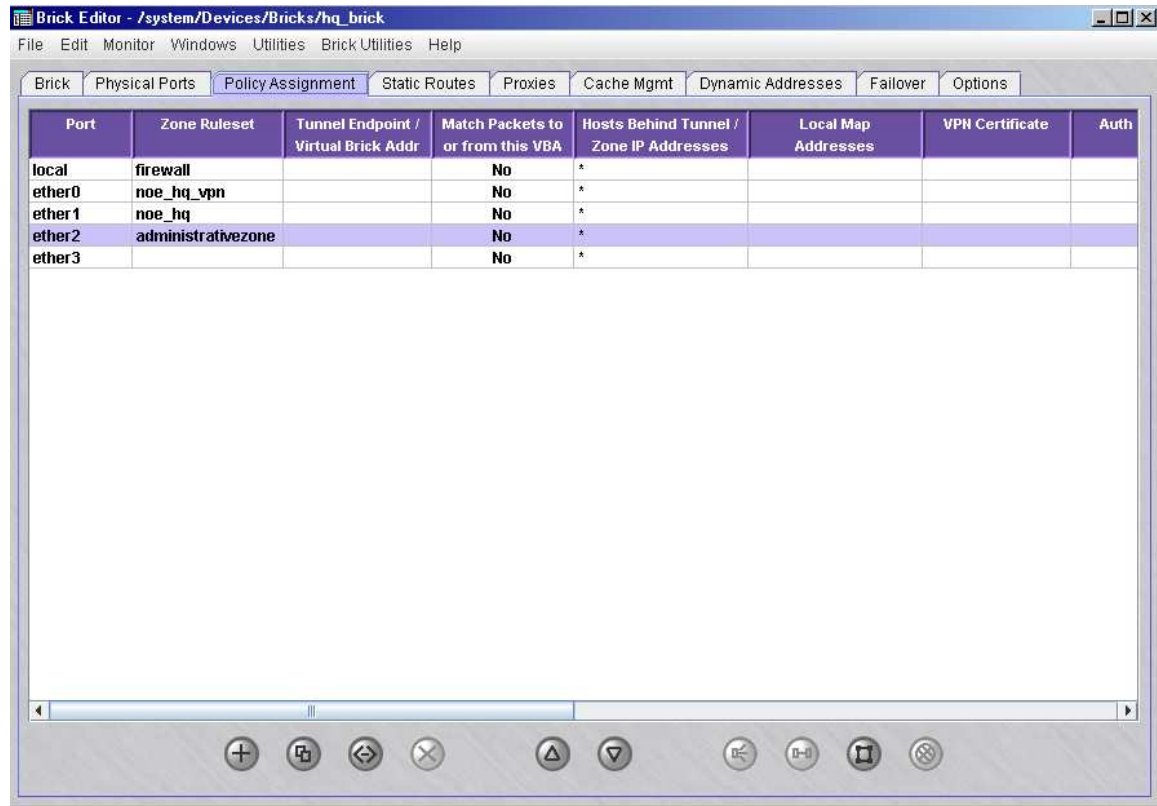 Brick Editor - /system/Devices/Bricks/hq_brick
File Edit Monitor Windows Utilities Brick Utilities Help
Brick Physical Ports Policy Assignment Static Routes Proxies Cache Mgmt Dynamic Addresses Failover Options
Port Zone Ruleset Tunnel Endpoint / Match Packets to Hosts Behind Tunnel / Local Map VPN Certificate Auth
Virtual Brick Addr or from this VBA Zone IP Addresses Addresses
local firewall No *
ether0 noe_hq_vpn No *
ether1 noe_hq No *
ether2 administrativezone No *
ether3 No *